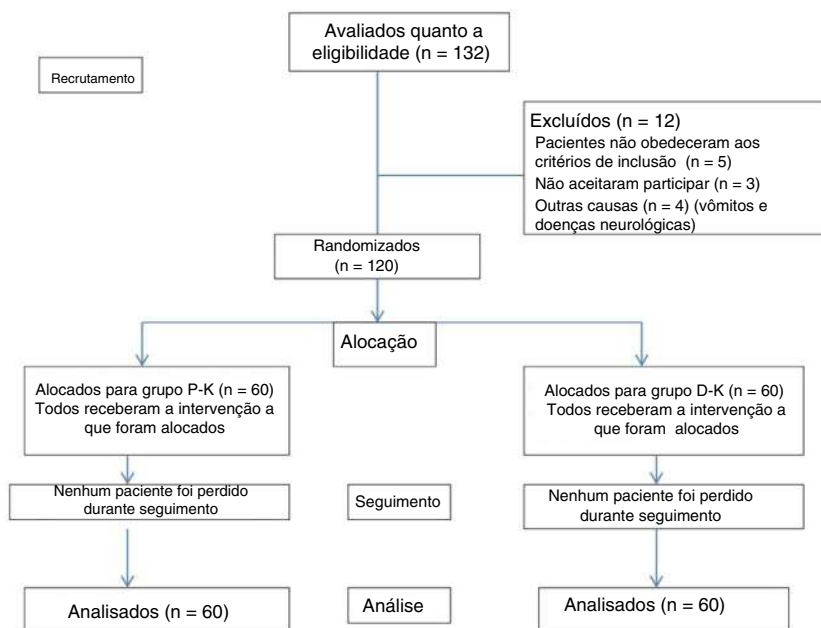 Avaliados quanto a
eligibilidade (n = 132)
Recrutamento
Excluídos (n = 12)
Pacientes não obedeceram aos
critérios de inclusão (n = 5)
Não aceitaram participar (n = 3)
Outras causas (n = 4) (vômitos e
doenças neurológicas)
Randomizados
(n = 120)
Alocação
Alocados para grupo P-K (n = 60)
Todos receberam a intervenção a
que foram alocados
Alocados para grupo D-K (n = 60)
Todos receberam a intervenção a
que foram alocados
Nenhum paciente foi perdido
durante seguimento
Seguimento
Nenhum paciente foi perdido
durante seguimento
Analisados (n = 60)
Análise
Analisados (n = 60)